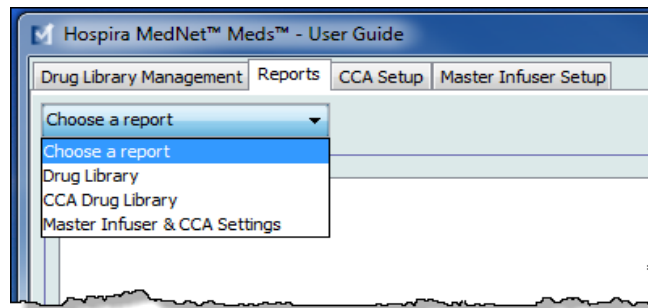 Hospira MedNet™ Meds™ - User Guide
Drug Library Management Reports CCA Setup Master Infuser Setup
Choose a report
Choose a report
Drug Library
CCA Drug Library
Master Infuser & CCA Settings